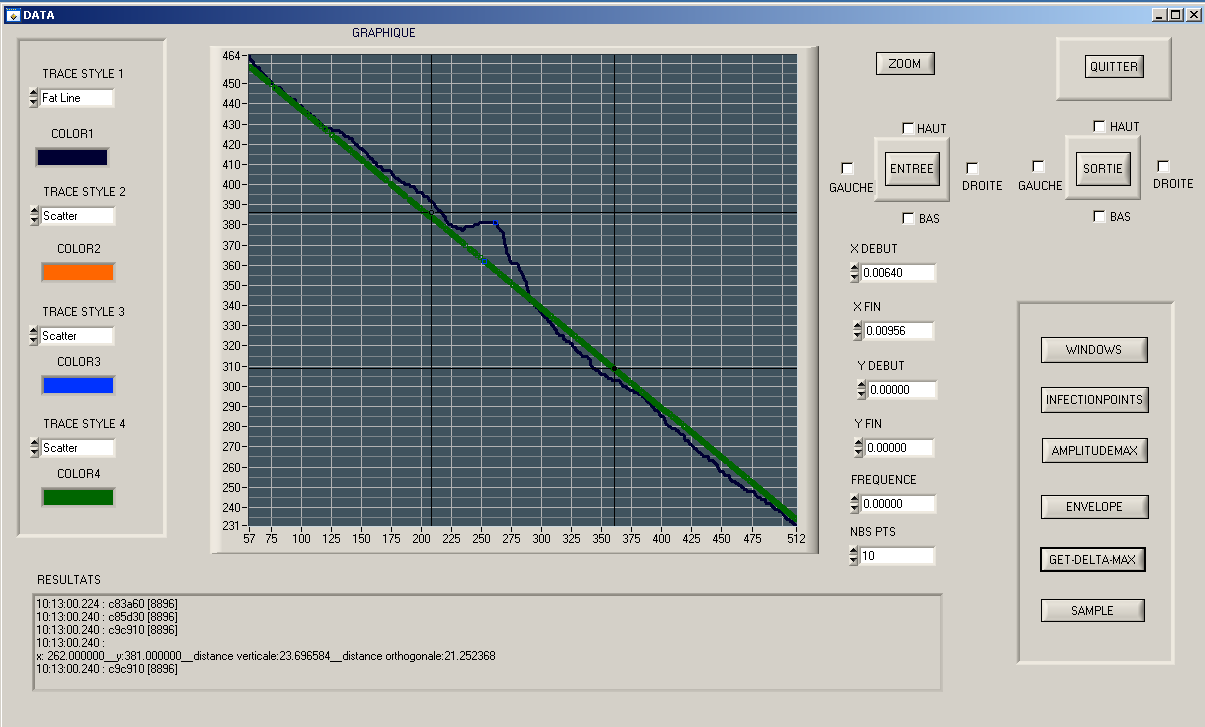 DATA
TRACE STYLE 1
Fat Line
COLOR1
TRACE STYLE 2
Scatter
COLOR2
TRACE STYLE 3
Scatter
COLOR3
TRACE STYLE 4
Scatter
COLOR4
GRAPHIQUE
464
450
440
430
420
410
400
390
380
370
360
350
340
330
320
310
300
290
280
270
260
250
240
231
57 75 100 125 150 175 200 225 250 275 300 325 350 375 400 425 450 475 512
ZOOM
QUITTER
HAUT
GAUCHE
ENTREE
DROITE
BAS
HAUT
GAUCHE
SORTIE
DROITE
BAS
X DEBUT
0.00640
X FIN
0.00956
Y DEBUT
0.00000
Y FIN
0.00000
FREQUENCE
0.00000
NBS PTS
10
WINDOWS
INFECTIONPOINTS
AMPLITUDEMAX
ENVELOPE
GET-DELTA-MAX
SAMPLE
RESULTATS
10:13:00.224 : c83a60 [8896]
10:13:00.240 : c85d30 [8896]
10:13:00.240 : c9c910 [8896]
10:13:00.240 :
x: 262.000000__y:381.000000__distance verticale:23.696584__distance orthogonale:21.252368
10:13:00.240 : c9c910 [8896]